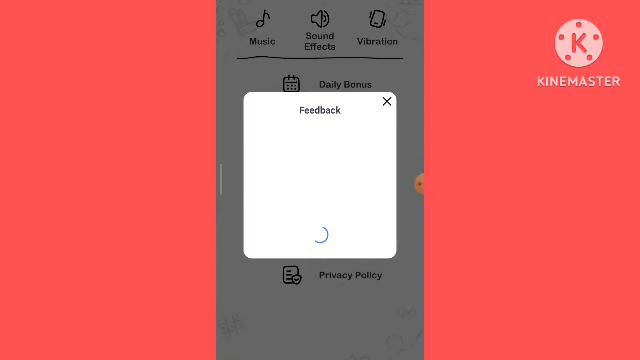 Music
Sound
Effects
Vibration
Daily Bonus
Feedback
Privacy Policy
K
KINEMASTER